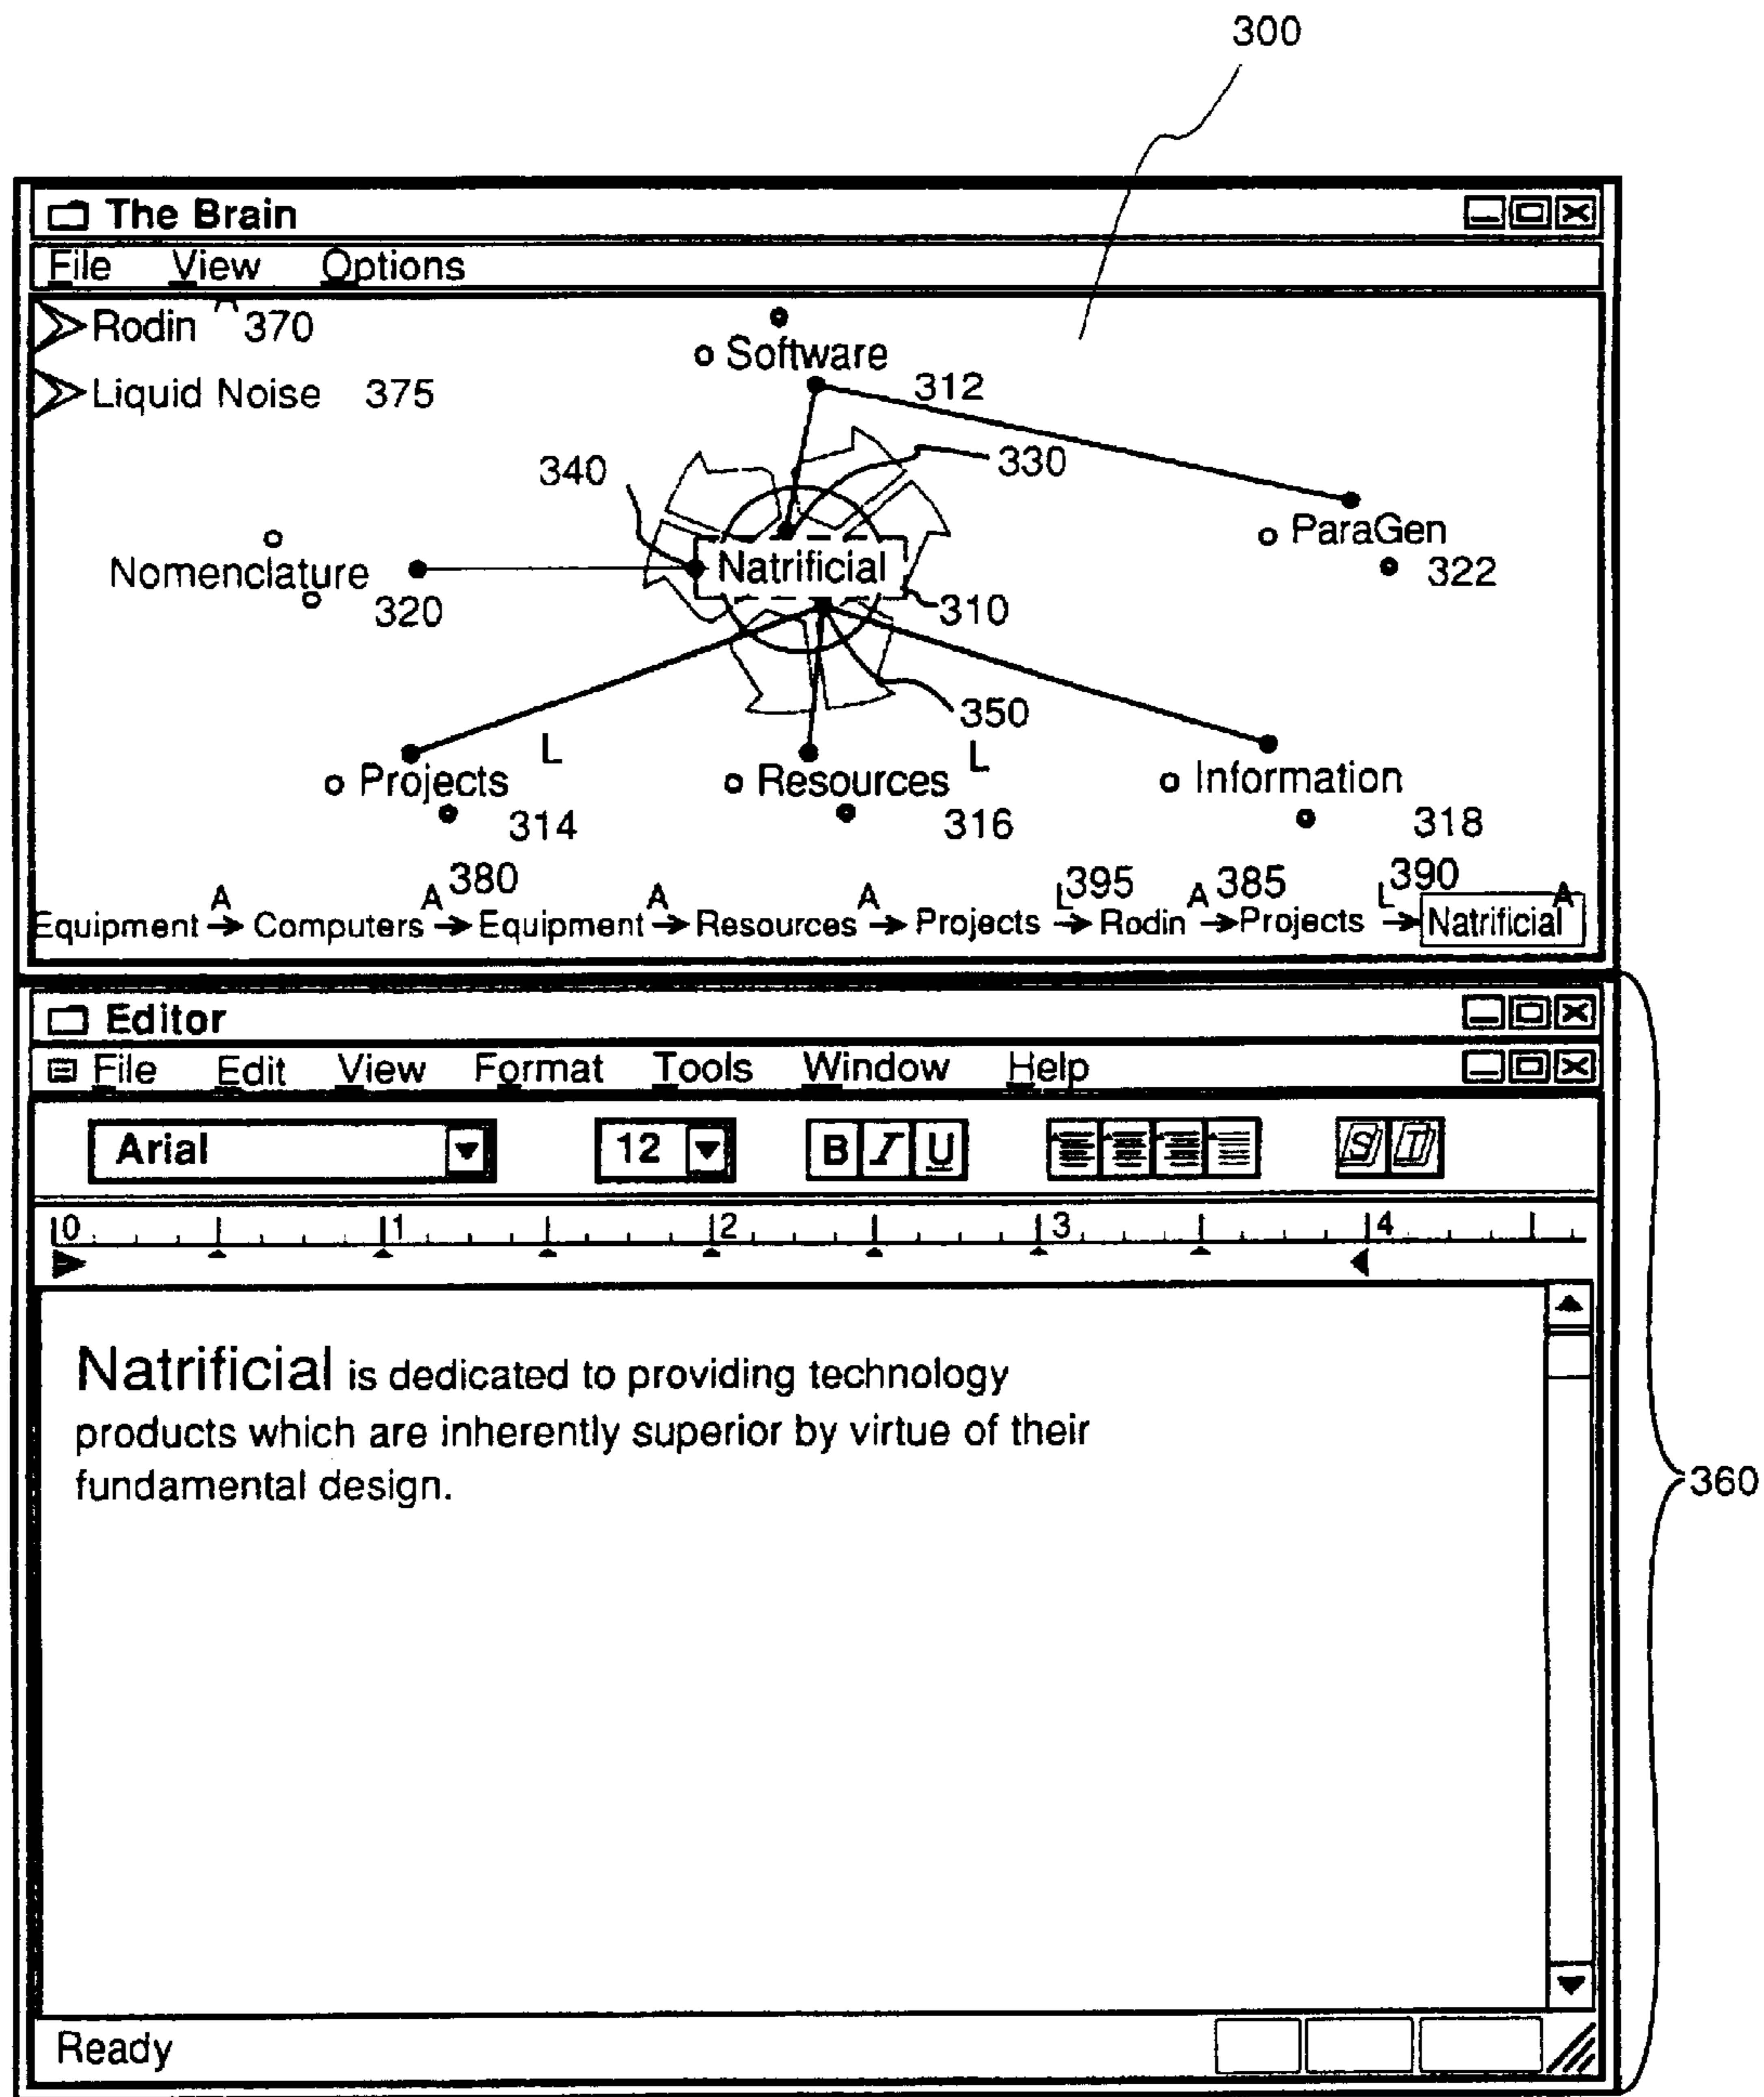 300
The Brain
File View Options
Rodin A 370
Software
Liquid Noise 375
312
340
330
ParaGen
Natrificial
Nomenclature
322
320
310
350
L
L
Projects
Resources
Information
314
316
318
A A 380 A A L 395 A 385 L 390 A
Equipment → Computers → Equipment → Resources → Projects → Rodin → Projects → Natrificial
Editor
File Edit View Format Tools Window Help
Arial 12 B I U S T
0 1 2 3 4
Natrificial is dedicated to providing technology
products which are inherently superior by virtue of their
fundamental design.
360
Ready